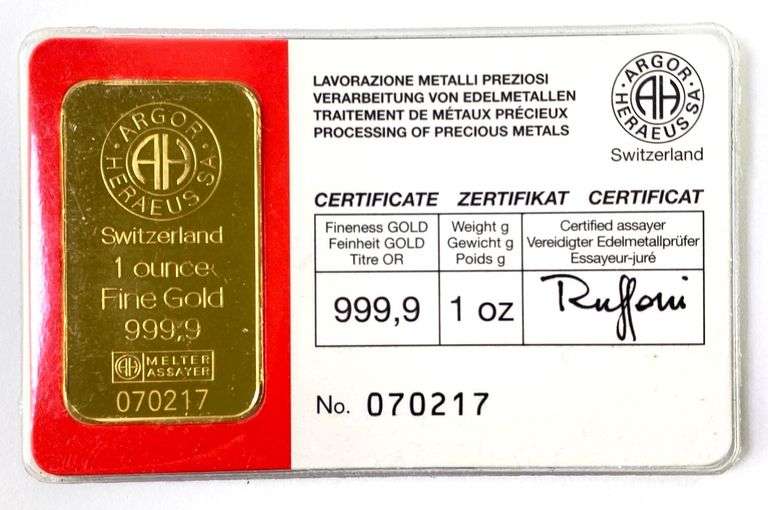 ARGOR-HERAEUS SA
AH
Switzerland
1 ounce
Fine Gold
999,9
AH MELTER
ASSAYER
070217
LAVORAZIONE METALLI PREZIOSI
VERARBEITUNG VON EDELMETALLEN
TRAITEMENT DE MÉTAUX PRÉCIEUX
PROCESSING OF PRECIOUS METALS
ARGOR-HERAEUS SA
AH
Switzerland
CERTIFICATE ZERTIFIKAT CERTIFICAT
Fineness GOLD
Feinheit GOLD
Titre OR
Weight g
Gewicht g
Poids g
Certified assayer
Vereidigter Edelmetallprüfer
Essayeur-juré
999,9
1 oz
Ruffoni
No. 070217